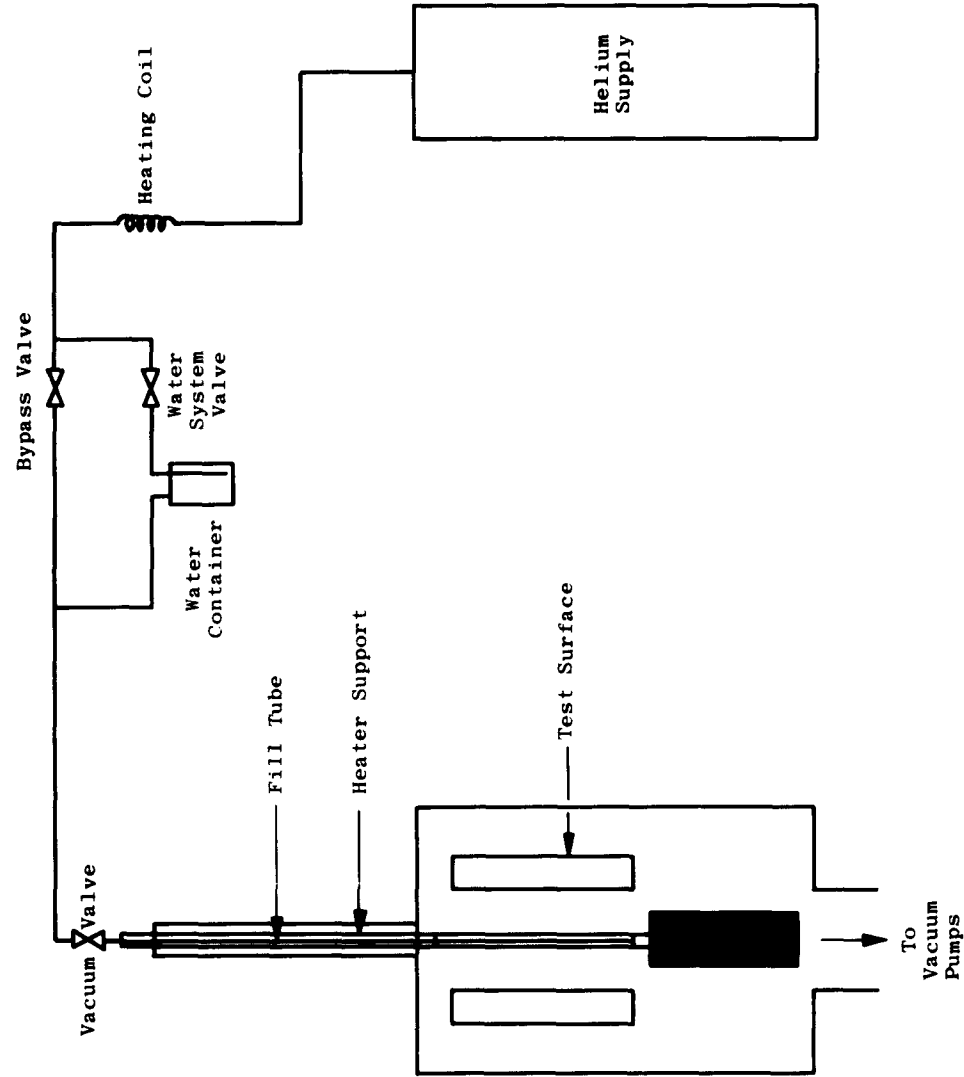 Bypass Valve
Heating Coil
Water
System
Valve
Water
Container
Helium
Supply
Vacuum Valve
Fill Tube
Heater Support
Test Surface
To
Vacuum
Pumps